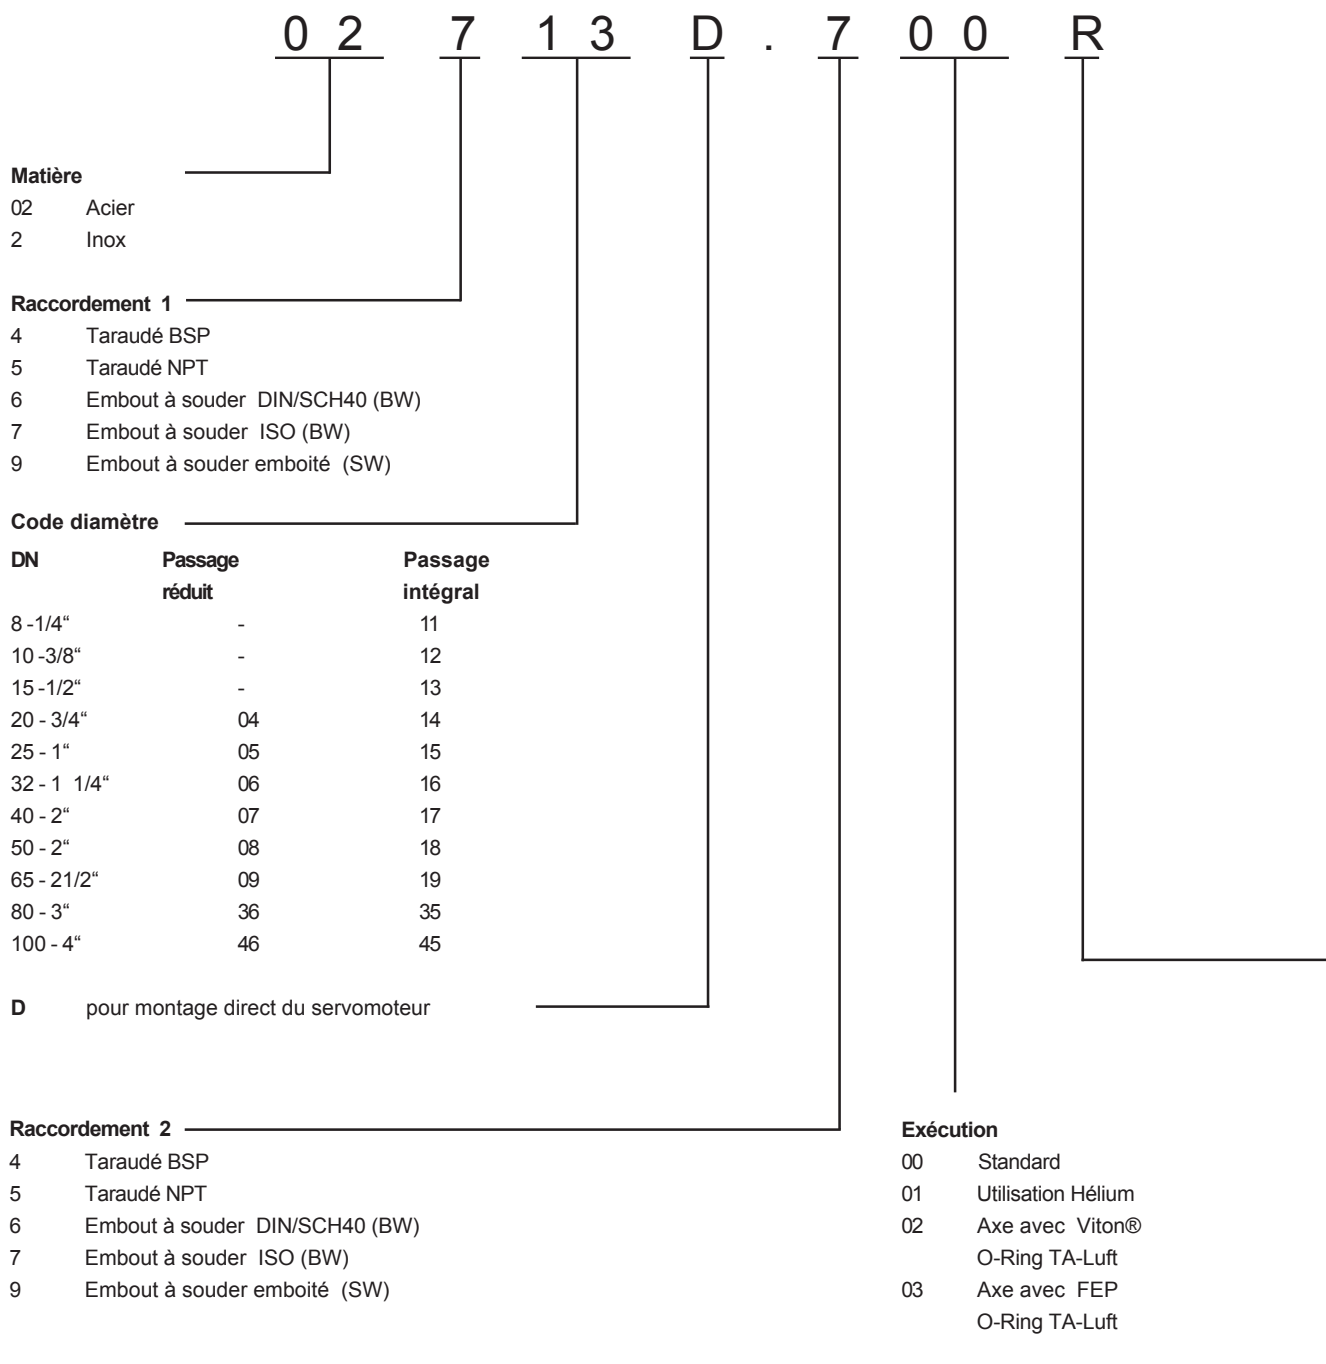 02 7 13 D . 7 00 R
Matière
02 Acier
2 Inox
Raccordement 1
4 Taraudé BSP
5 Taraudé NPT
6 Embout à souder DIN/SCH40 (BW)
7 Embout à souder ISO (BW)
9 Embout à souder emboité (SW)
Code diamètre
DN Passage Passage
réduit intégral
8 -1/4“ - 11
10 -3/8“ - 12
15 -1/2“ - 13
20 - 3/4“ 04 14
25 - 1“ 05 15
32 - 1 1/4“ 06 16
40 - 2“ 07 17
50 - 2“ 08 18
65 - 21/2“ 09 19
80 - 3“ 36 35
100 - 4“ 46 45
D pour montage direct du servomoteur
Raccordement 2
4 Taraudé BSP
5 Taraudé NPT
6 Embout à souder DIN/SCH40 (BW)
7 Embout à souder ISO (BW)
9 Embout à souder emboité (SW)
Exécution
00 Standard
01 Utilisation Hélium
02 Axe avec Viton®
O-Ring TA-Luft
03 Axe avec FEP
O-Ring TA-Luft